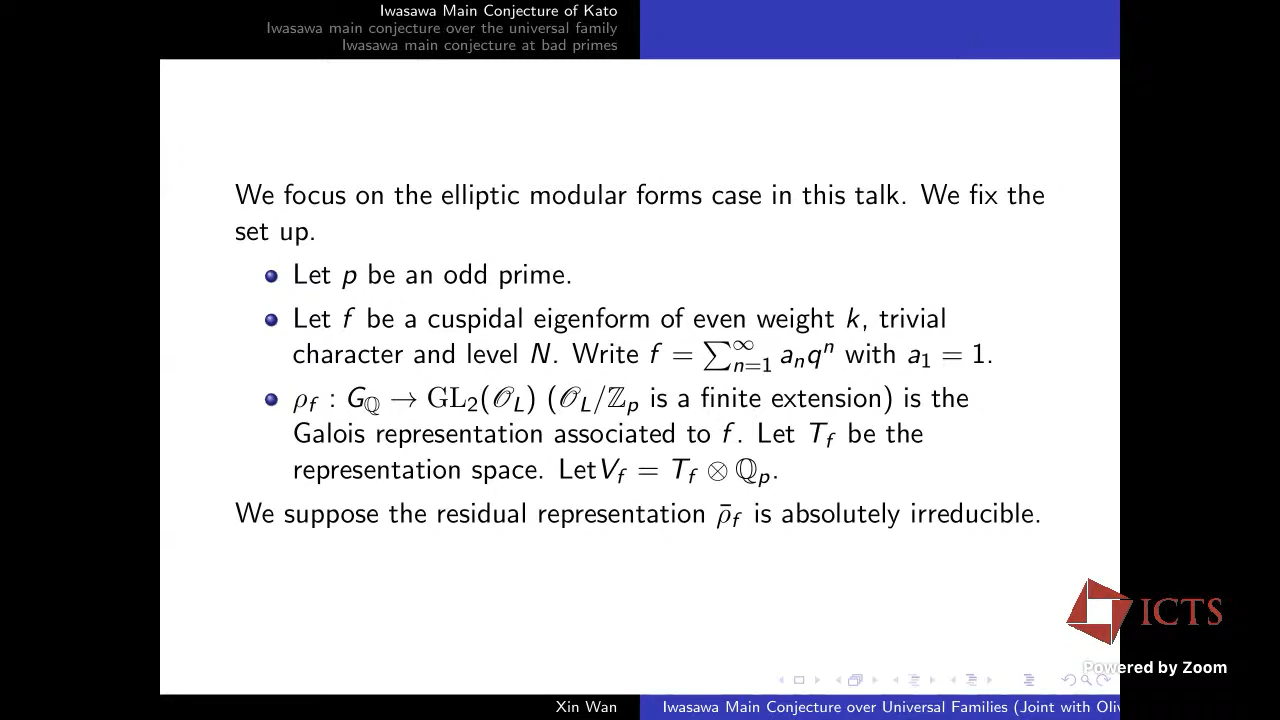 Iwasawa Main Conjecture of Kato
Iwasawa main conjecture over the universal family
Iwasawa main conjecture at bad primes
We focus on the elliptic modular forms case in this talk. We fix the
set up.
Let p be an odd prime.
Let f be a cuspidal eigenform of even weight k, trivial
character and level N. Write f = ∑_{n=1}^{∞} a_n q^n with a_1 = 1.
ρ_f : G_ℚ → GL_2(𝒪_L) (𝒪_L/ℤ_p is a finite extension) is the
Galois representation associated to f. Let T_f be the
representation space. LetV_f = T_f ⊗ ℚ_p.
We suppose the residual representation ρ̄_f is absolutely irreducible.
ICTS
Powered by Zoom
Xin Wan
Iwasawa Main Conjecture over Universal Families (Joint with Oliv